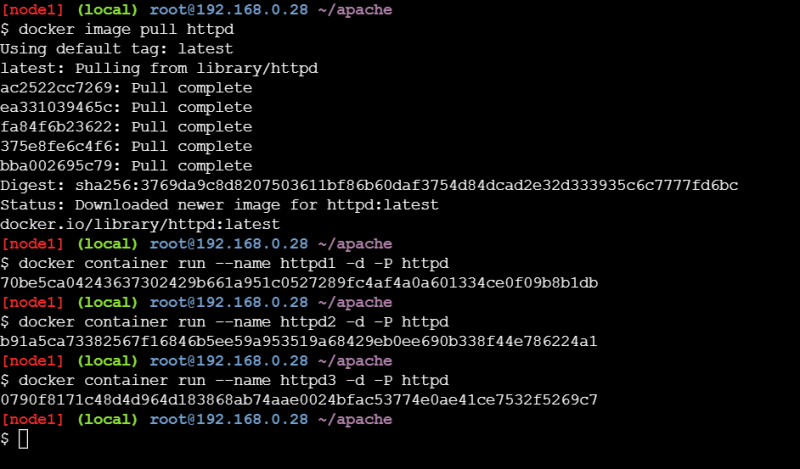 [node1] (local) root@192.168.0.28 ~/apache
$ docker image pull httpd
Using default tag: latest
latest: Pulling from library/httpd
ac2522cc7269: Pull complete
ea331039465c: Pull complete
fa84f6b23622: Pull complete
375e8fe6c4f6: Pull complete
bba002695c79: Pull complete
Digest: sha256:3769da9c8d8207503611bf86b60daf3754d84dcad2e32d333935c6c7777fd6bc
Status: Downloaded newer image for httpd:latest
docker.io/library/httpd:latest
[node1] (local) root@192.168.0.28 ~/apache
$ docker container run --name httpd1 -d -P httpd
70be5ca04243637302429b661a951c0527289fc4af4a0a601334ce0f09b8b1db
[node1] (local) root@192.168.0.28 ~/apache
$ docker container run --name httpd2 -d -P httpd
b91a5ca73382567f16846b5ee59a953519a68429eb0ee690b338f44e786224a1
[node1] (local) root@192.168.0.28 ~/apache
$ docker container run --name httpd3 -d -P httpd
0790f8171c48d4d964d183868ab74aae0024bfac53774e0ae41ce7532f5269c7
[node1] (local) root@192.168.0.28 ~/apache
$